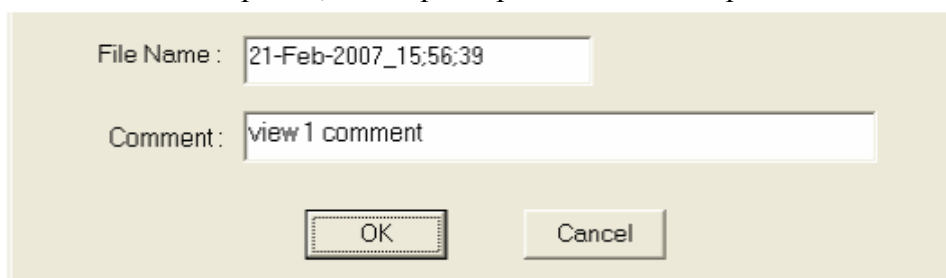 File Name : 21-Feb-2007_15;56;39
Comment : view 1 comment
OK Cancel